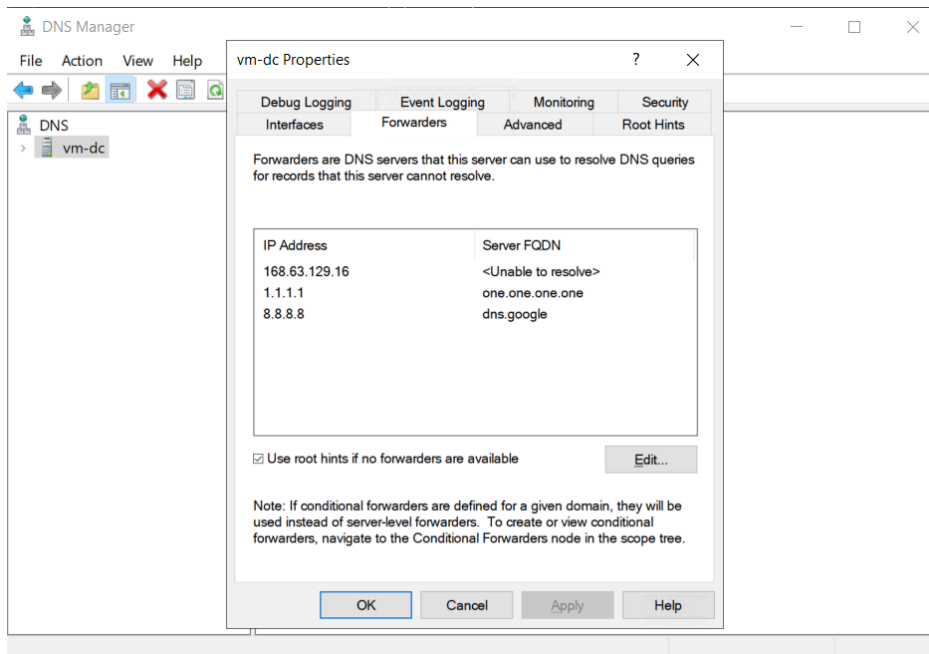 DNS Manager
File Action View Help
DNS
vm-dc
vm-dc Properties
?
Debug Logging Event Logging Monitoring Security
Interfaces Forwarders Advanced Root Hints
Forwarders are DNS servers that this server can use to resolve DNS queries
for records that this server cannot resolve.
IP Address Server FQDN
168.63.129.16 <Unable to resolve>
1.1.1.1 one.one.one.one
8.8.8.8 dns.google
Use root hints if no forwarders are available
Edit...
Note: If conditional forwarders are defined for a given domain, they will be
used instead of server-level forwarders. To create or view conditional
forwarders, navigate to the Conditional Forwarders node in the scope tree.
OK Cancel Apply Help